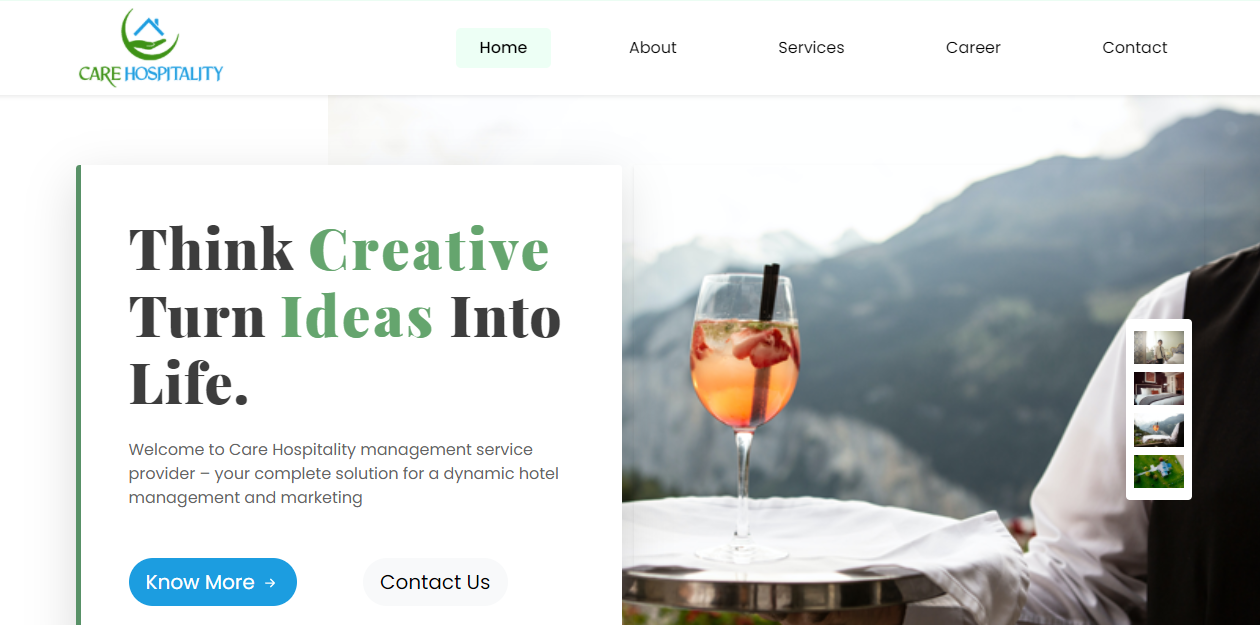 CARE HOSPITALITY
Home
About
Services
Career
Contact
Think Creative
Turn Ideas Into
Life.
Welcome to Care Hospitality management service
provider – your complete solution for a dynamic hotel
management and marketing
Know More →
Contact Us